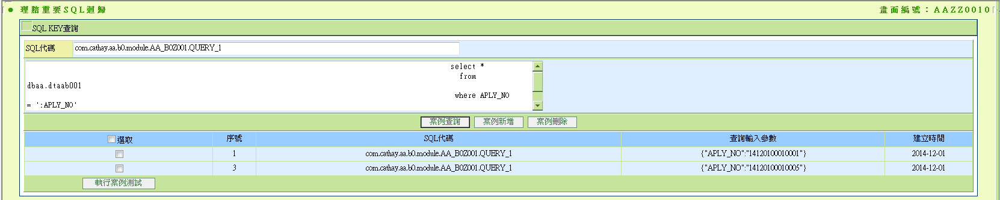 理賠重要SQL迴歸 畫面編號：AAZZ0010
SQL KEY查詢
SQL代碼 com.cathay.aa.b0.module.AA_B0Z001.QUERY_1
select *
from
dbaa.dtaab001
where APLY_NO
= ':APLY_NO'
案例查詢 案例新增 案例刪除
選取 序號 SQL代碼 查詢輸入參數 建立時間
1 com.cathay.aa.b0.module.AA_B0Z001.QUERY_1 {"APLY_NO":"14120100010001"} 2014-12-01
3 com.cathay.aa.b0.module.AA_B0Z001.QUERY_1 {"APLY_NO":"14120100010005"} 2014-12-01
執行案例測試